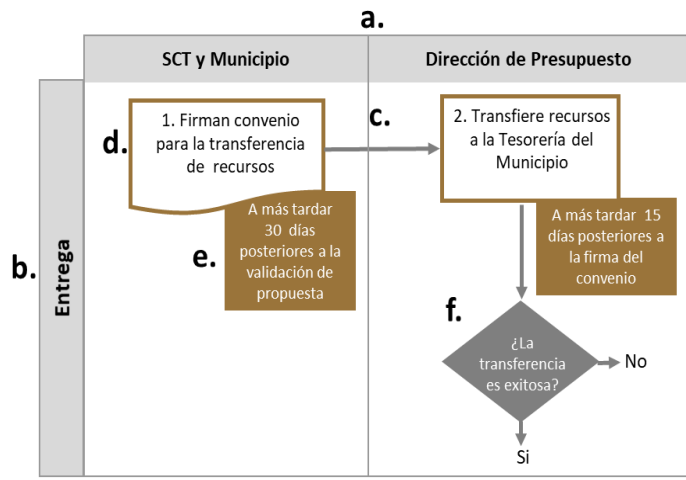 a.
SCT y Municipio
Dirección de Presupuesto
b.
Entrega
d.
1. Firman convenio
para la transferencia
de recursos
c.
2. Transfiere recursos
a la Tesorería del
Municipio
e.
A más tardar
30 días
posteriores a la
validación de
propuesta
A más tardar 15
días posteriores a
la firma del
convenio
f.
¿La
transferencia
es exitosa?
No
Si